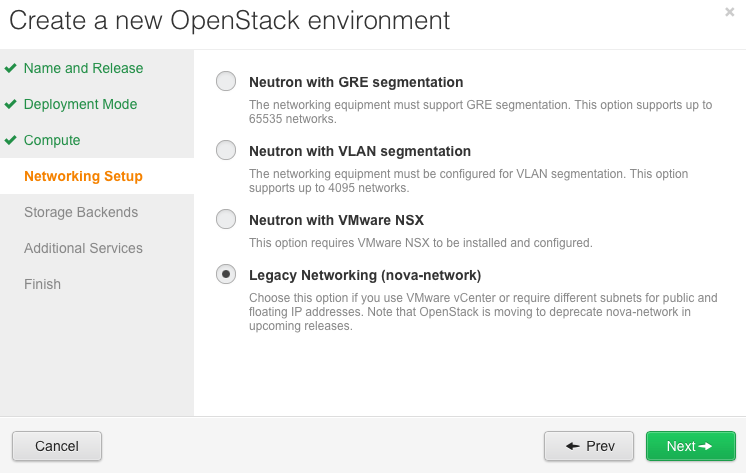 Create a new OpenStack environment
×
Name and Release
Deployment Mode
Compute
Networking Setup
Storage Backends
Additional Services
Finish
Neutron with GRE segmentation
The networking equipment must support GRE segmentation. This option supports up to
65535 networks.
Neutron with VLAN segmentation
The networking equipment must be configured for VLAN segmentation. This option
supports up to 4095 networks.
Neutron with VMware NSX
This option requires VMware NSX to be installed and configured.
Legacy Networking (nova-network)
Choose this option if you use VMware vCenter or require different subnets for public and
floating IP addresses. Note that OpenStack is moving to deprecate nova-network in
upcoming releases.
Cancel
Prev
Next